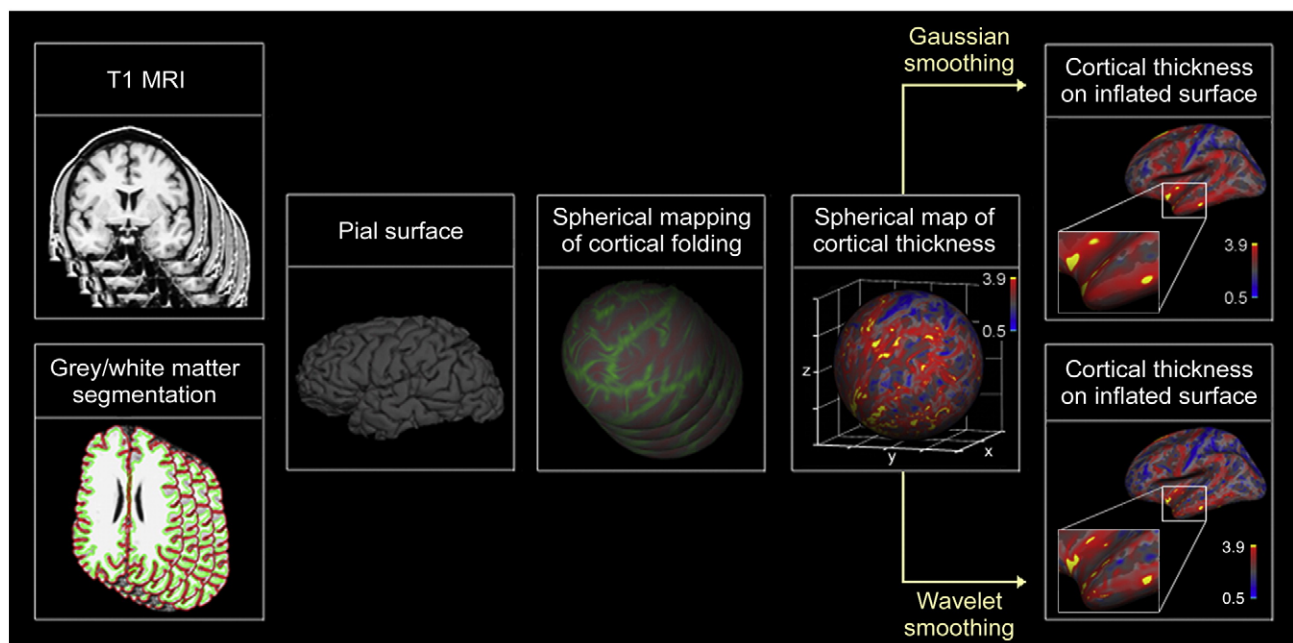 T1 MRI
Grey/white matter
segmentation
Pial surface
Spherical mapping
of cortical folding
Spherical map of
cortical thickness
3.9
0.5
z
y
x
Gaussian
smoothing
Cortical thickness
on inflated surface
3.9
0.5
Wavelet
smoothing
Cortical thickness
on inflated surface
3.9
0.5